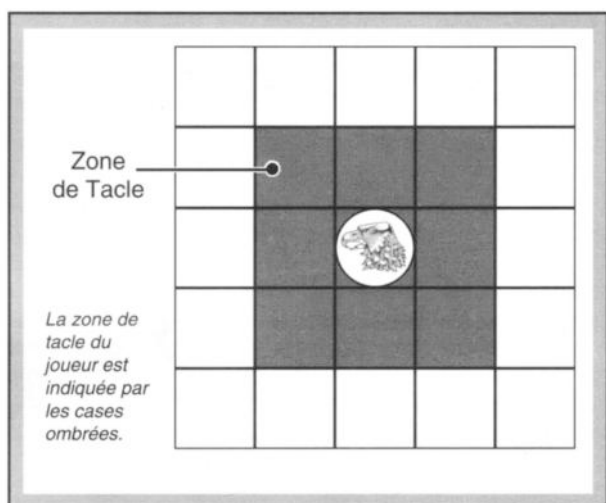 Zone
de Tacle
La zone de
tacle du
joueur est
indiquée par
les cases
ombrées.